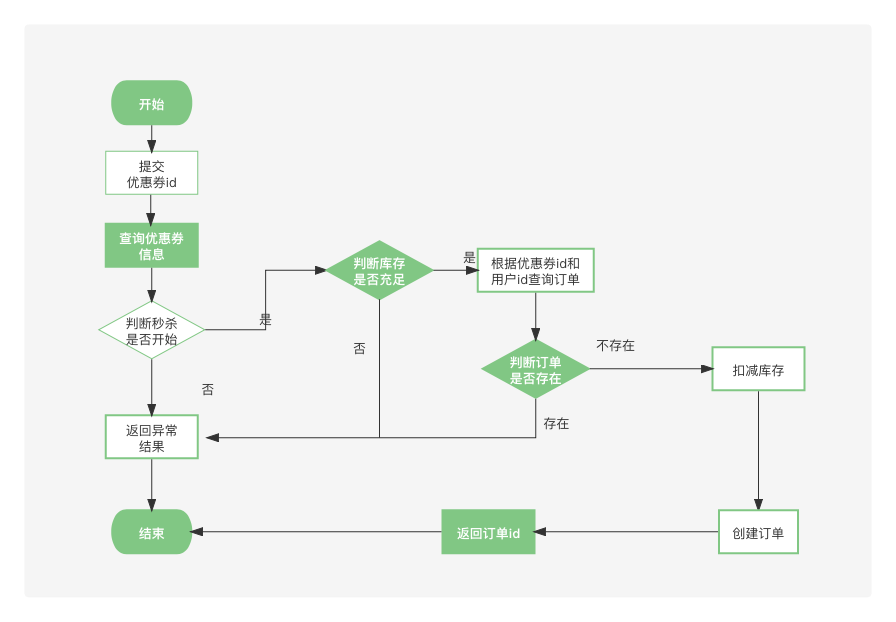 开始
提交
优惠券id
查询优惠券
信息
判断秒杀
是否开始
是
否
判断库存
是否充足
是
否
根据优惠券id和
用户id查询订单
判断订单
是否存在
不存在
存在
扣减库存
返回异常
结果
结束
返回订单id
创建订单